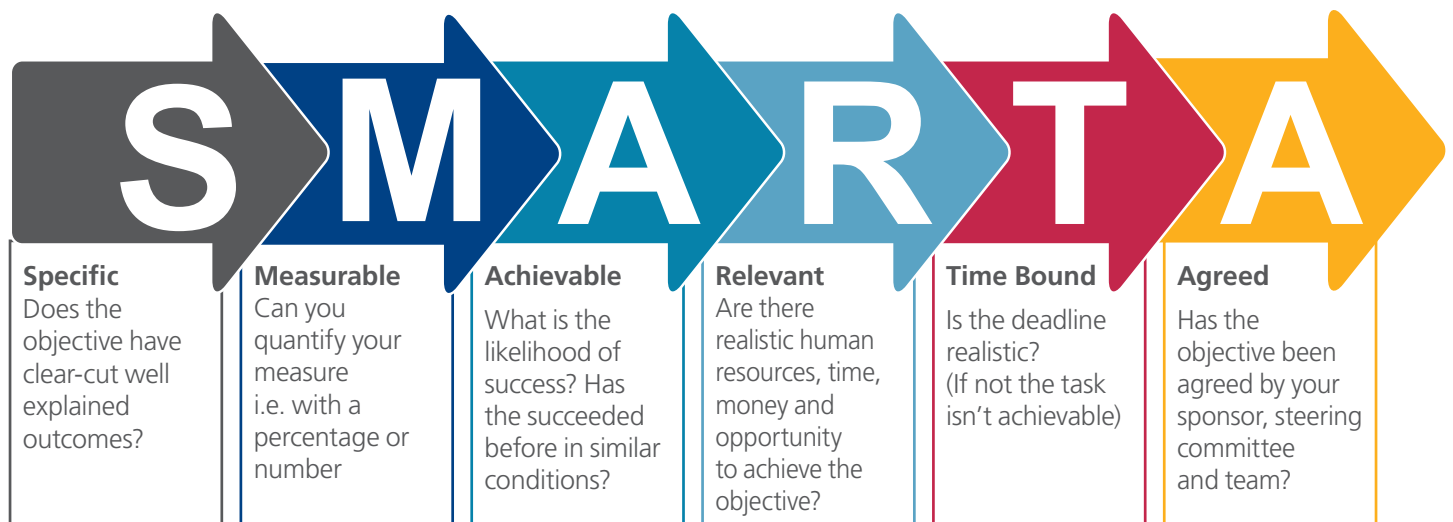 S M A R T A
Specific
Does the
objective have
clear-cut well
explained
outcomes?
Measurable
Can you
quantify your
measure
i.e. with a
percentage or
number
Achievable
What is the
likelihood of
success? Has
the succeeded
before in similar
conditions?
Relevant
Are there
realistic human
resources, time,
money and
opportunity
to achieve the
objective?
Time Bound
Is the deadline
realistic?
(If not the task
isn't achievable)
Agreed
Has the
objective been
agreed by your
sponsor, steering
committee
and team?